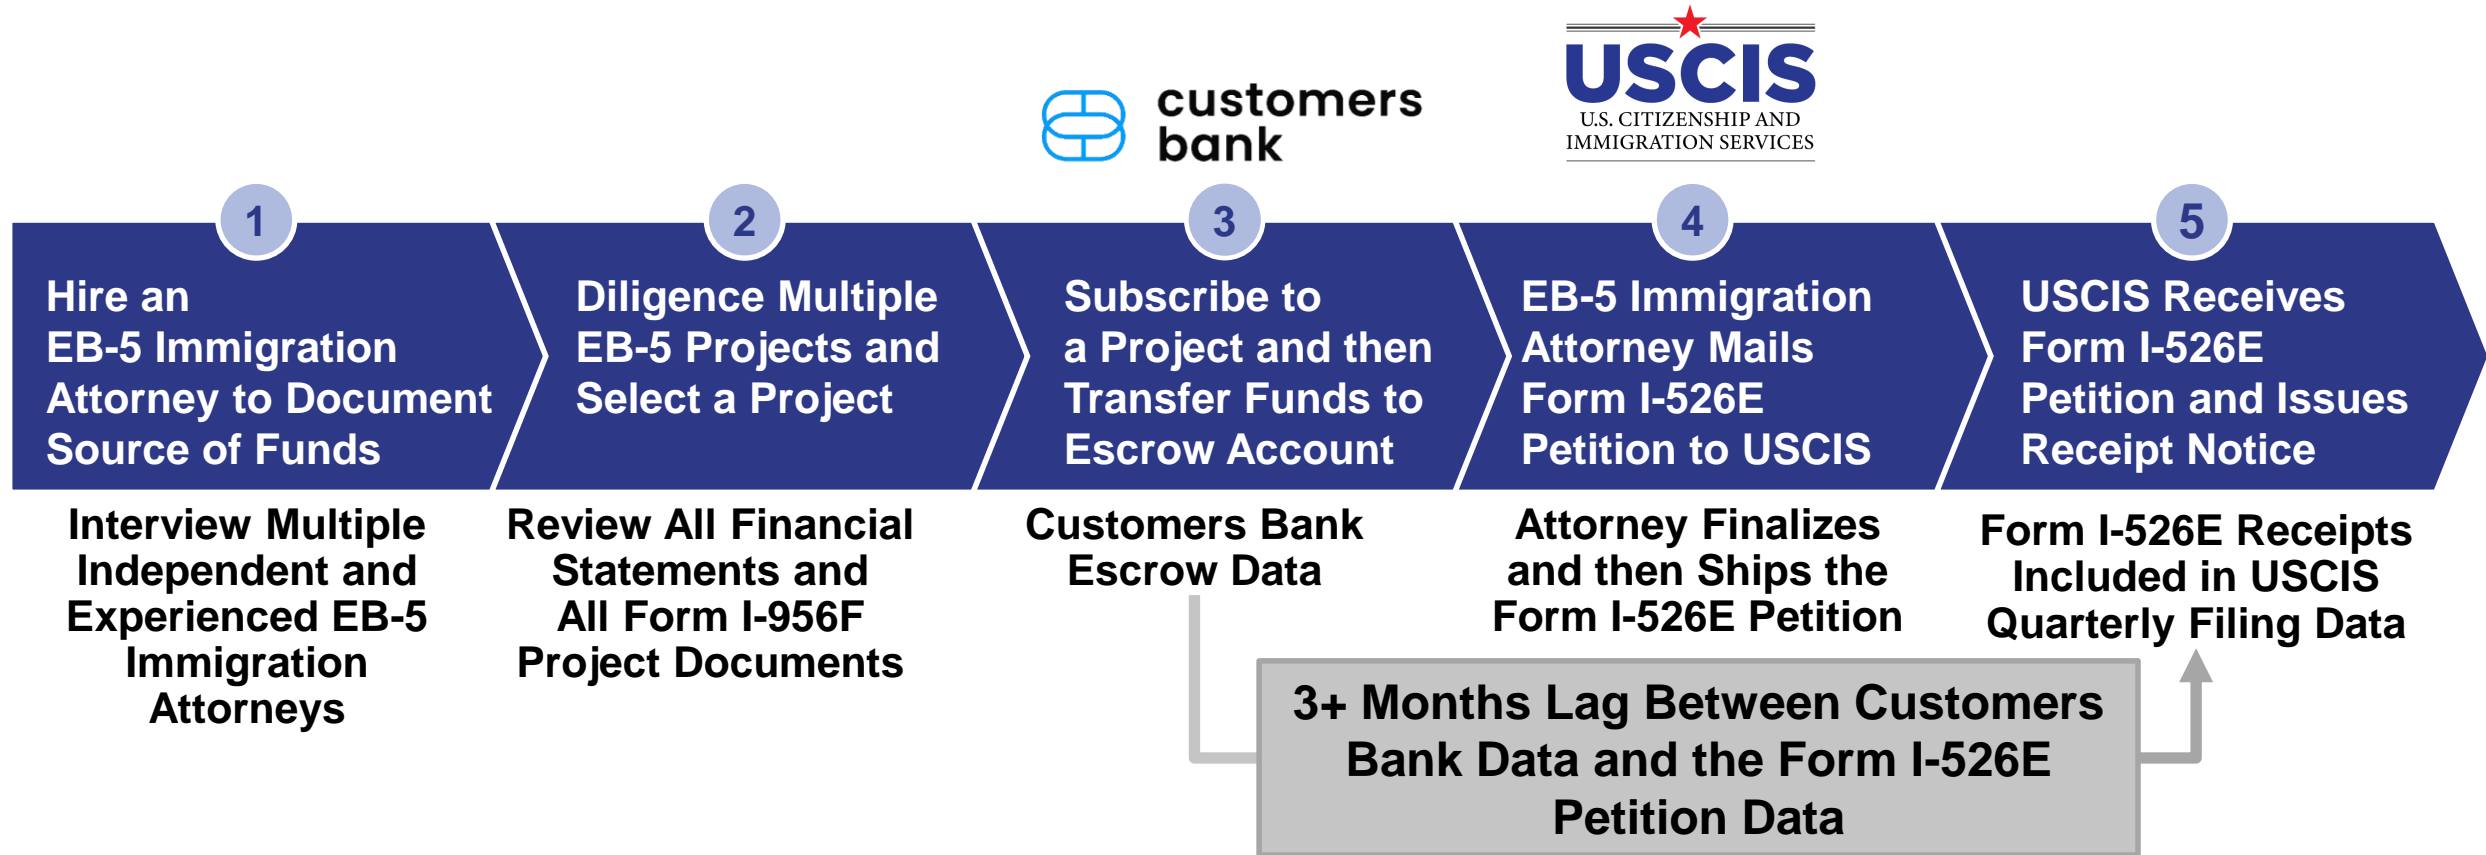 customers
bank
USCIS
U.S. CITIZENSHIP AND
IMMIGRATION SERVICES
1
Hire an
EB-5 Immigration
Attorney to Document
Source of Funds
2
Diligence Multiple
EB-5 Projects and
Select a Project
3
Subscribe to
a Project and then
Transfer Funds to
Escrow Account
4
EB-5 Immigration
Attorney Mails
Form I-526E
Petition to USCIS
5
USCIS Receives
Form I-526E
Petition and Issues
Receipt Notice
Interview Multiple
Independent and
Experienced EB-5
Immigration
Attorneys
Review All Financial
Statements and
All Form I-956F
Project Documents
Customers Bank
Escrow Data
Attorney Finalizes
and then Ships the
Form I-526E Petition
Form I-526E Receipts
Included in USCIS
Quarterly Filing Data
3+ Months Lag Between Customers
Bank Data and the Form I-526E
Petition Data